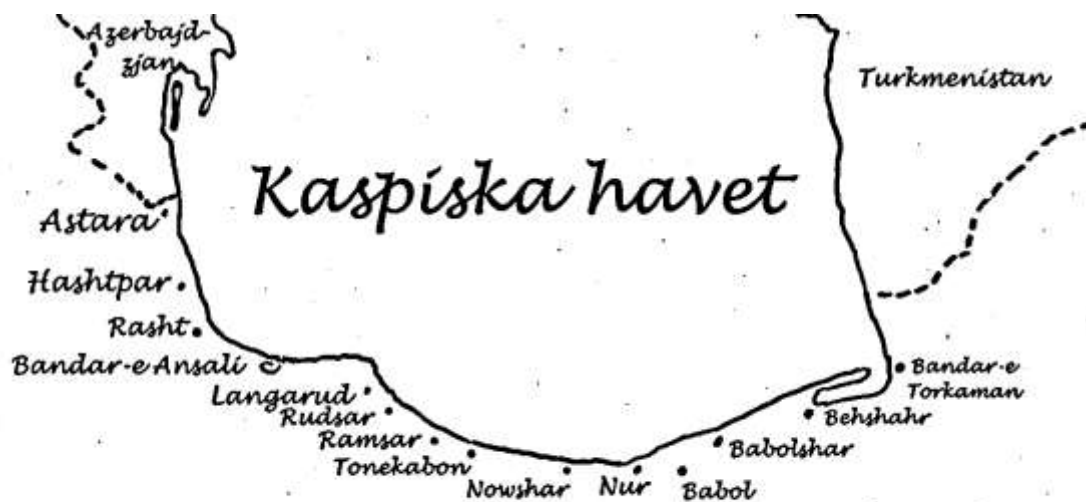 Azerbajd-
zjan
Turkmenistan
Kaspiska havet
Astara
Hashtpar
Rasht
Bandar-e Ansali
Langarud
Rudsar
Ramsar
Tonekabon
Nowshar
Nur
Babol
Babolshar
Behshahr
Bandar-e
Torkaman